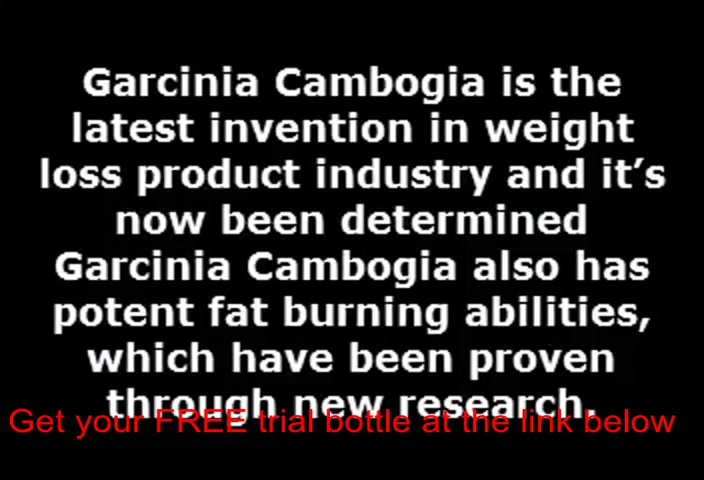 Garcinia Cambogia is the
latest invention in weight
loss product industry and it’s
now been determined
Garcinia Cambogia also has
potent fat burning abilities,
which have been proven
through new research.
Get your FREE trial bottle at the link below